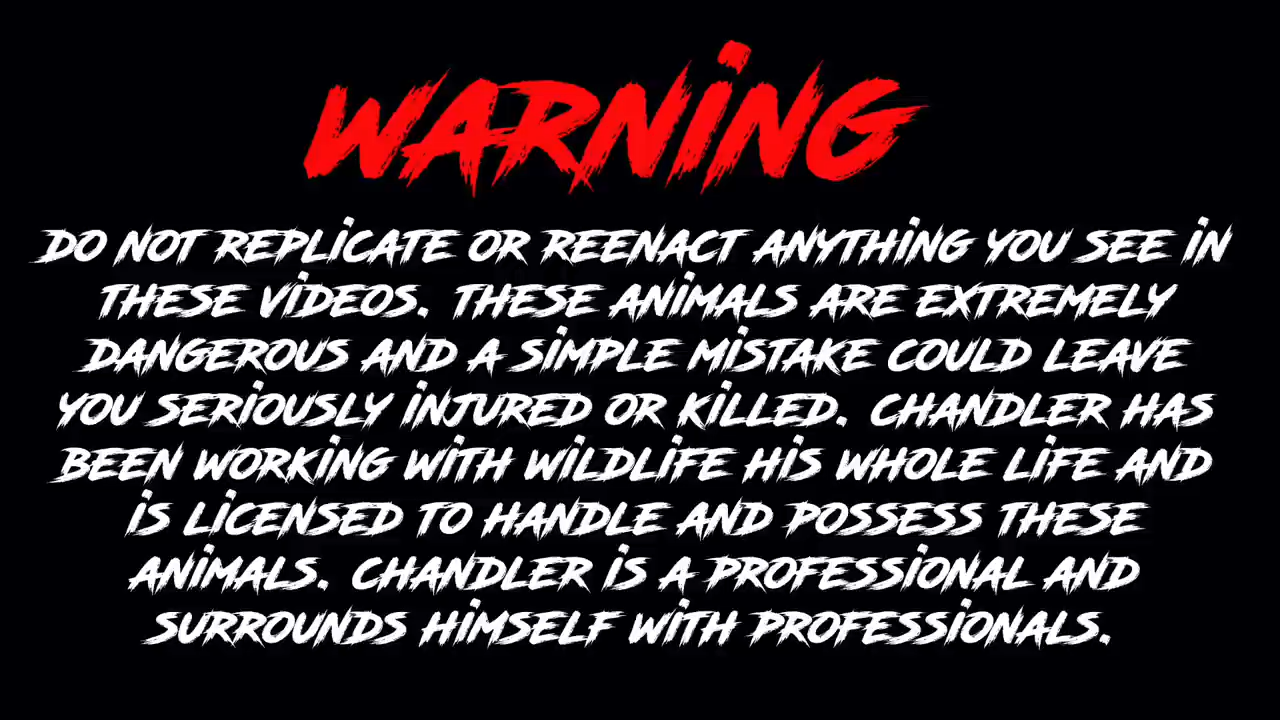 WARNiNG
DO NOT REPLiCATE OR REENACT ANYTHiNG YOU SEE iN
THESE ViDEOS. THESE ANiMALS ARE EXTREMELY
DANGEROUS AND A SiMPLE MiSTAKE COULD LEAVE
YOU SERiOUSLY iNJURED OR KiLLED. CHANDLER HAS
BEEN WORKiNG WiTH WiLDLiFE HiS WHOLE LiFE AND
iS LiCENSED TO HANDLE AND POSSESS THESE
ANiMALS. CHANDLER iS A PROFESSiONAL AND
SURROUNDS HiMSELF WiTH PROFESSiONALS.